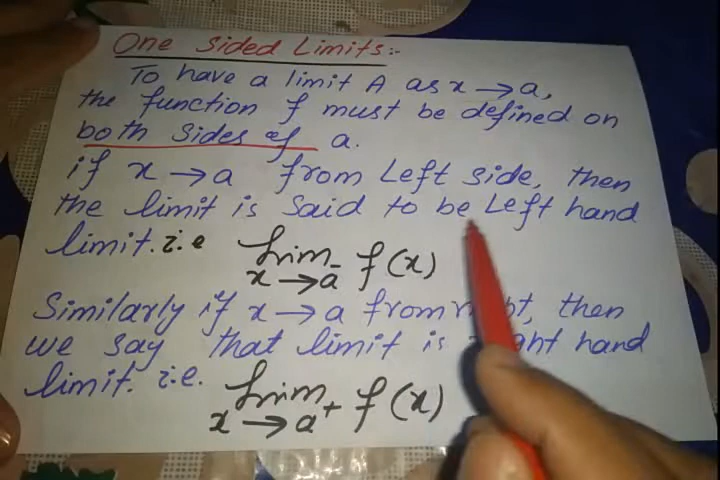 One Sided Limits:-
To have a limit A as x → a,
the function f must be defined on
both sides of a.
if x → a from Left side, then
the limit is said to be Left hand
limit. i.e lim f(x)
x → a⁻
Similarly if x → a from, then
we say that limit is hand
limit. i.e. lim f(x)
x → a⁺